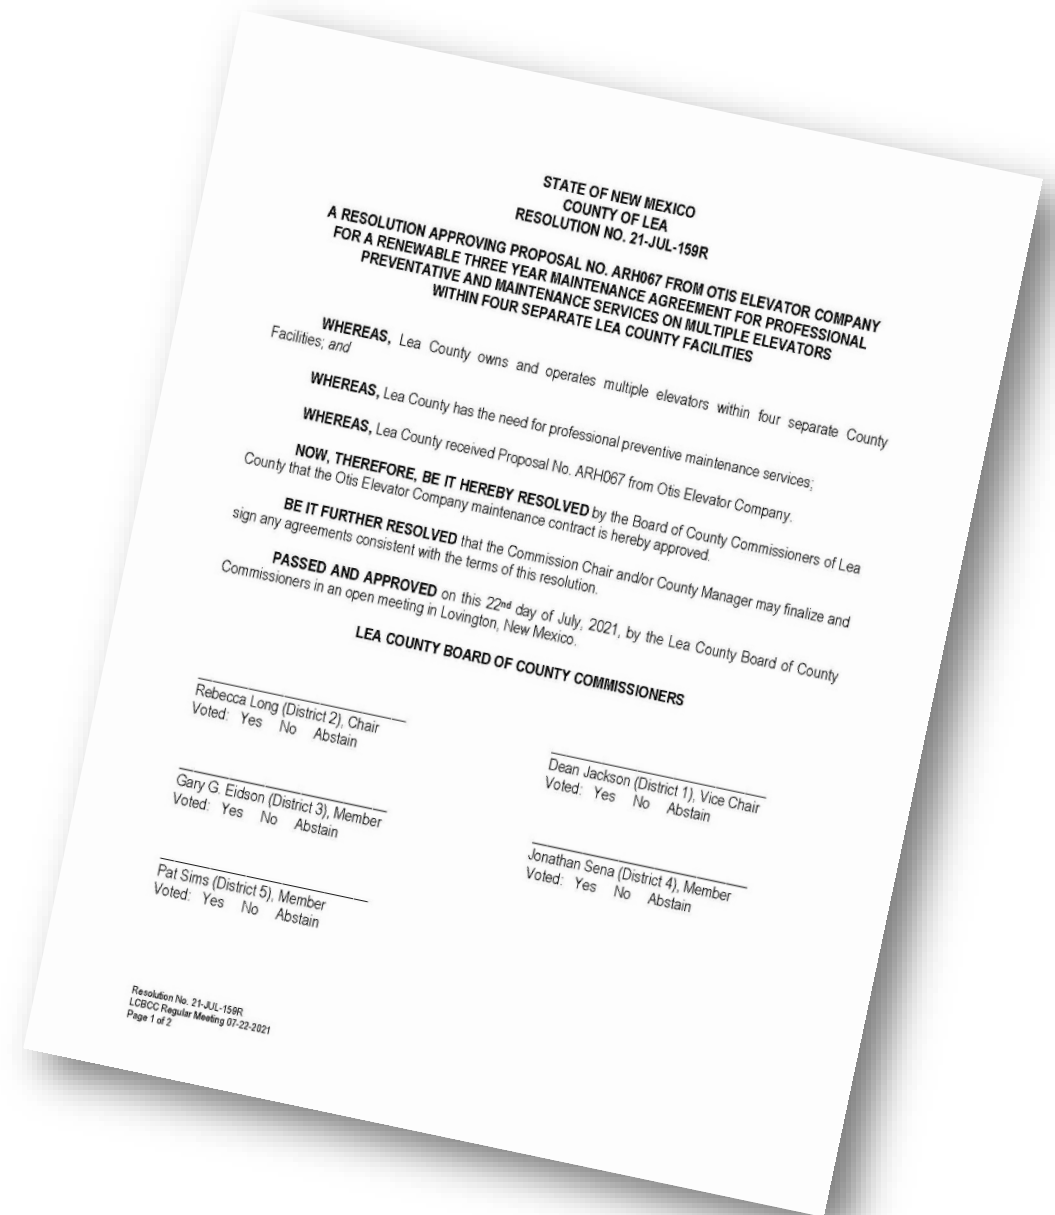 STATE OF NEW MEXICO
COUNTY OF LEA
RESOLUTION NO. 21-JUL-159R
A RESOLUTION APPROVING PROPOSAL NO. ARH067 FROM OTIS ELEVATOR COMPANY
FOR A RENEWABLE THREE YEAR MAINTENANCE AGREEMENT FOR PROFESSIONAL
PREVENTATIVE AND MAINTENANCE SERVICES ON MULTIPLE ELEVATORS
WITHIN FOUR SEPARATE LEA COUNTY FACILITIES
WHEREAS, Lea County owns and operates multiple elevators within four separate County
Facilities; and
WHEREAS, Lea County has the need for professional preventive maintenance services;
WHEREAS, Lea County received Proposal No. ARH067 from Otis Elevator Company.
NOW, THEREFORE, BE IT HEREBY RESOLVED by the Board of County Commissioners of Lea
County that the Otis Elevator Company maintenance contract is hereby approved.
BE IT FURTHER RESOLVED that the Commission Chair and/or County Manager may finalize and
sign any agreements consistent with the terms of this resolution.
PASSED AND APPROVED on this 22nd day of July, 2021, by the Lea County Board of County
Commissioners in an open meeting in Lovington, New Mexico.
LEA COUNTY BOARD OF COUNTY COMMISSIONERS
Rebecca Long (District 2), Chair
Voted: Yes No Abstain
Dean Jackson (District 1), Vice Chair
Voted: Yes No Abstain
Gary G. Eidson (District 3), Member
Voted: Yes No Abstain
Jonathan Sena (District 4), Member
Voted: Yes No Abstain
Pat Sims (District 5), Member
Voted: Yes No Abstain
Resolution No. 21-JUL-159R
LCBCC Regular Meeting 07-22-2021
Page 1 of 2